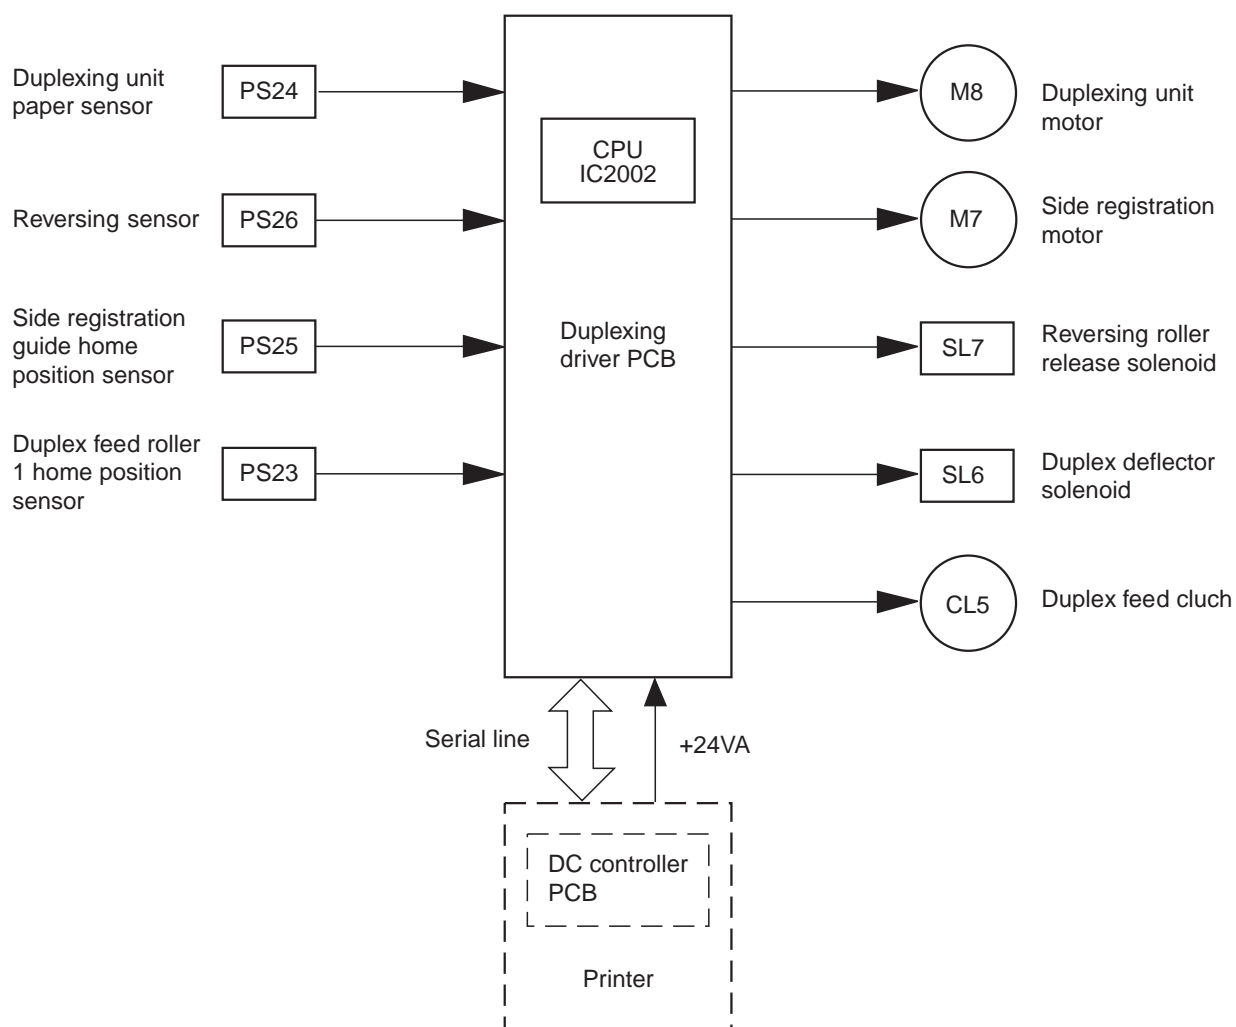 Duplexing unit
paper sensor
PS24
Reversing sensor
PS26
Side registration
guide home
position sensor
PS25
Duplex feed roller
1 home position
sensor
PS23
CPU
IC2002
Duplexing
driver PCB
M8
Duplexing unit
motor
M7
Side registration
motor
SL7
Reversing roller
release solenoid
SL6
Duplex deflector
solenoid
CL5
Duplex feed cluch
Serial line
+24VA
DC controller
PCB
Printer